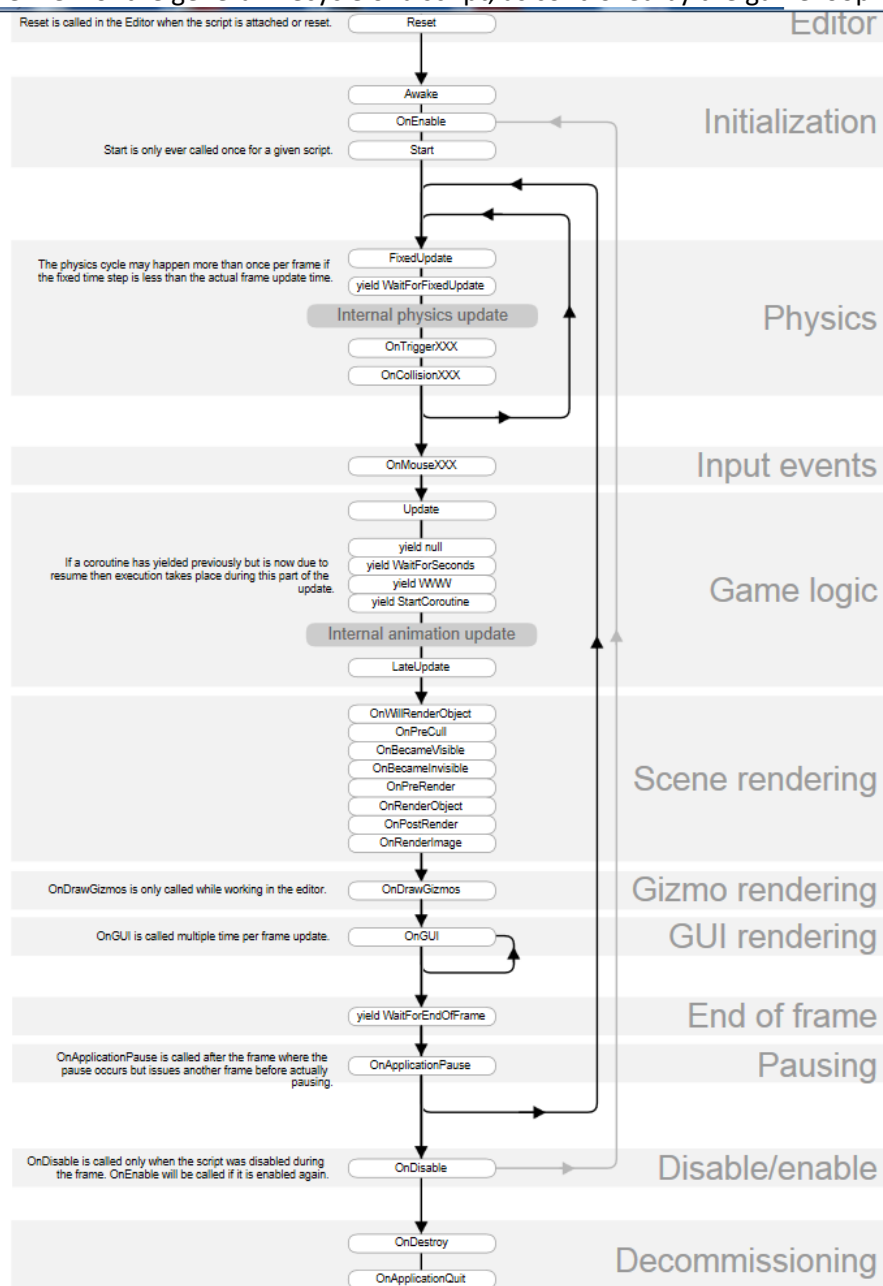 Reset is called in the Editor when the script is attached or reset.
Reset
Editor
Awake
OnEnable
Initialization
Start is only ever called once for a given script.
Start
The physics cycle may happen more than once per frame if
the fixed time step is less than the actual frame update time.
FixedUpdate
yield WaitForFixedUpdate
Internal physics update
Physics
OnTriggerXXX
OnCollisionXXX
OnMouseXXX
Input events
Update
If a coroutine has yielded previously but is now due to
resume then execution takes place during this part of the
update.
yield null
yield WaitForSeconds
yield WWW
yield StartCoroutine
Game logic
Internal animation update
LateUpdate
OnWillRenderObject
OnPreCull
OnBecameVisible
OnBecameInvisible
OnPreRender
OnRenderObject
OnPostRender
OnRenderImage
Scene rendering
OnDrawGizmos is only called while working in the editor.
OnDrawGizmos
Gizmo rendering
OnGUI is called multiple time per frame update.
OnGUI
GUI rendering
yield WaitForEndOfFrame
End of frame
OnApplicationPause is called after the frame where the
pause occurs but issues another frame before actually
pausing.
OnApplicationPause
Pausing
OnDisable is called only when the script was disabled during
the frame. OnEnable will be called if it is enabled again.
OnDisable
Disable/enable
OnDestroy
Decommissioning
OnApplicationQuit